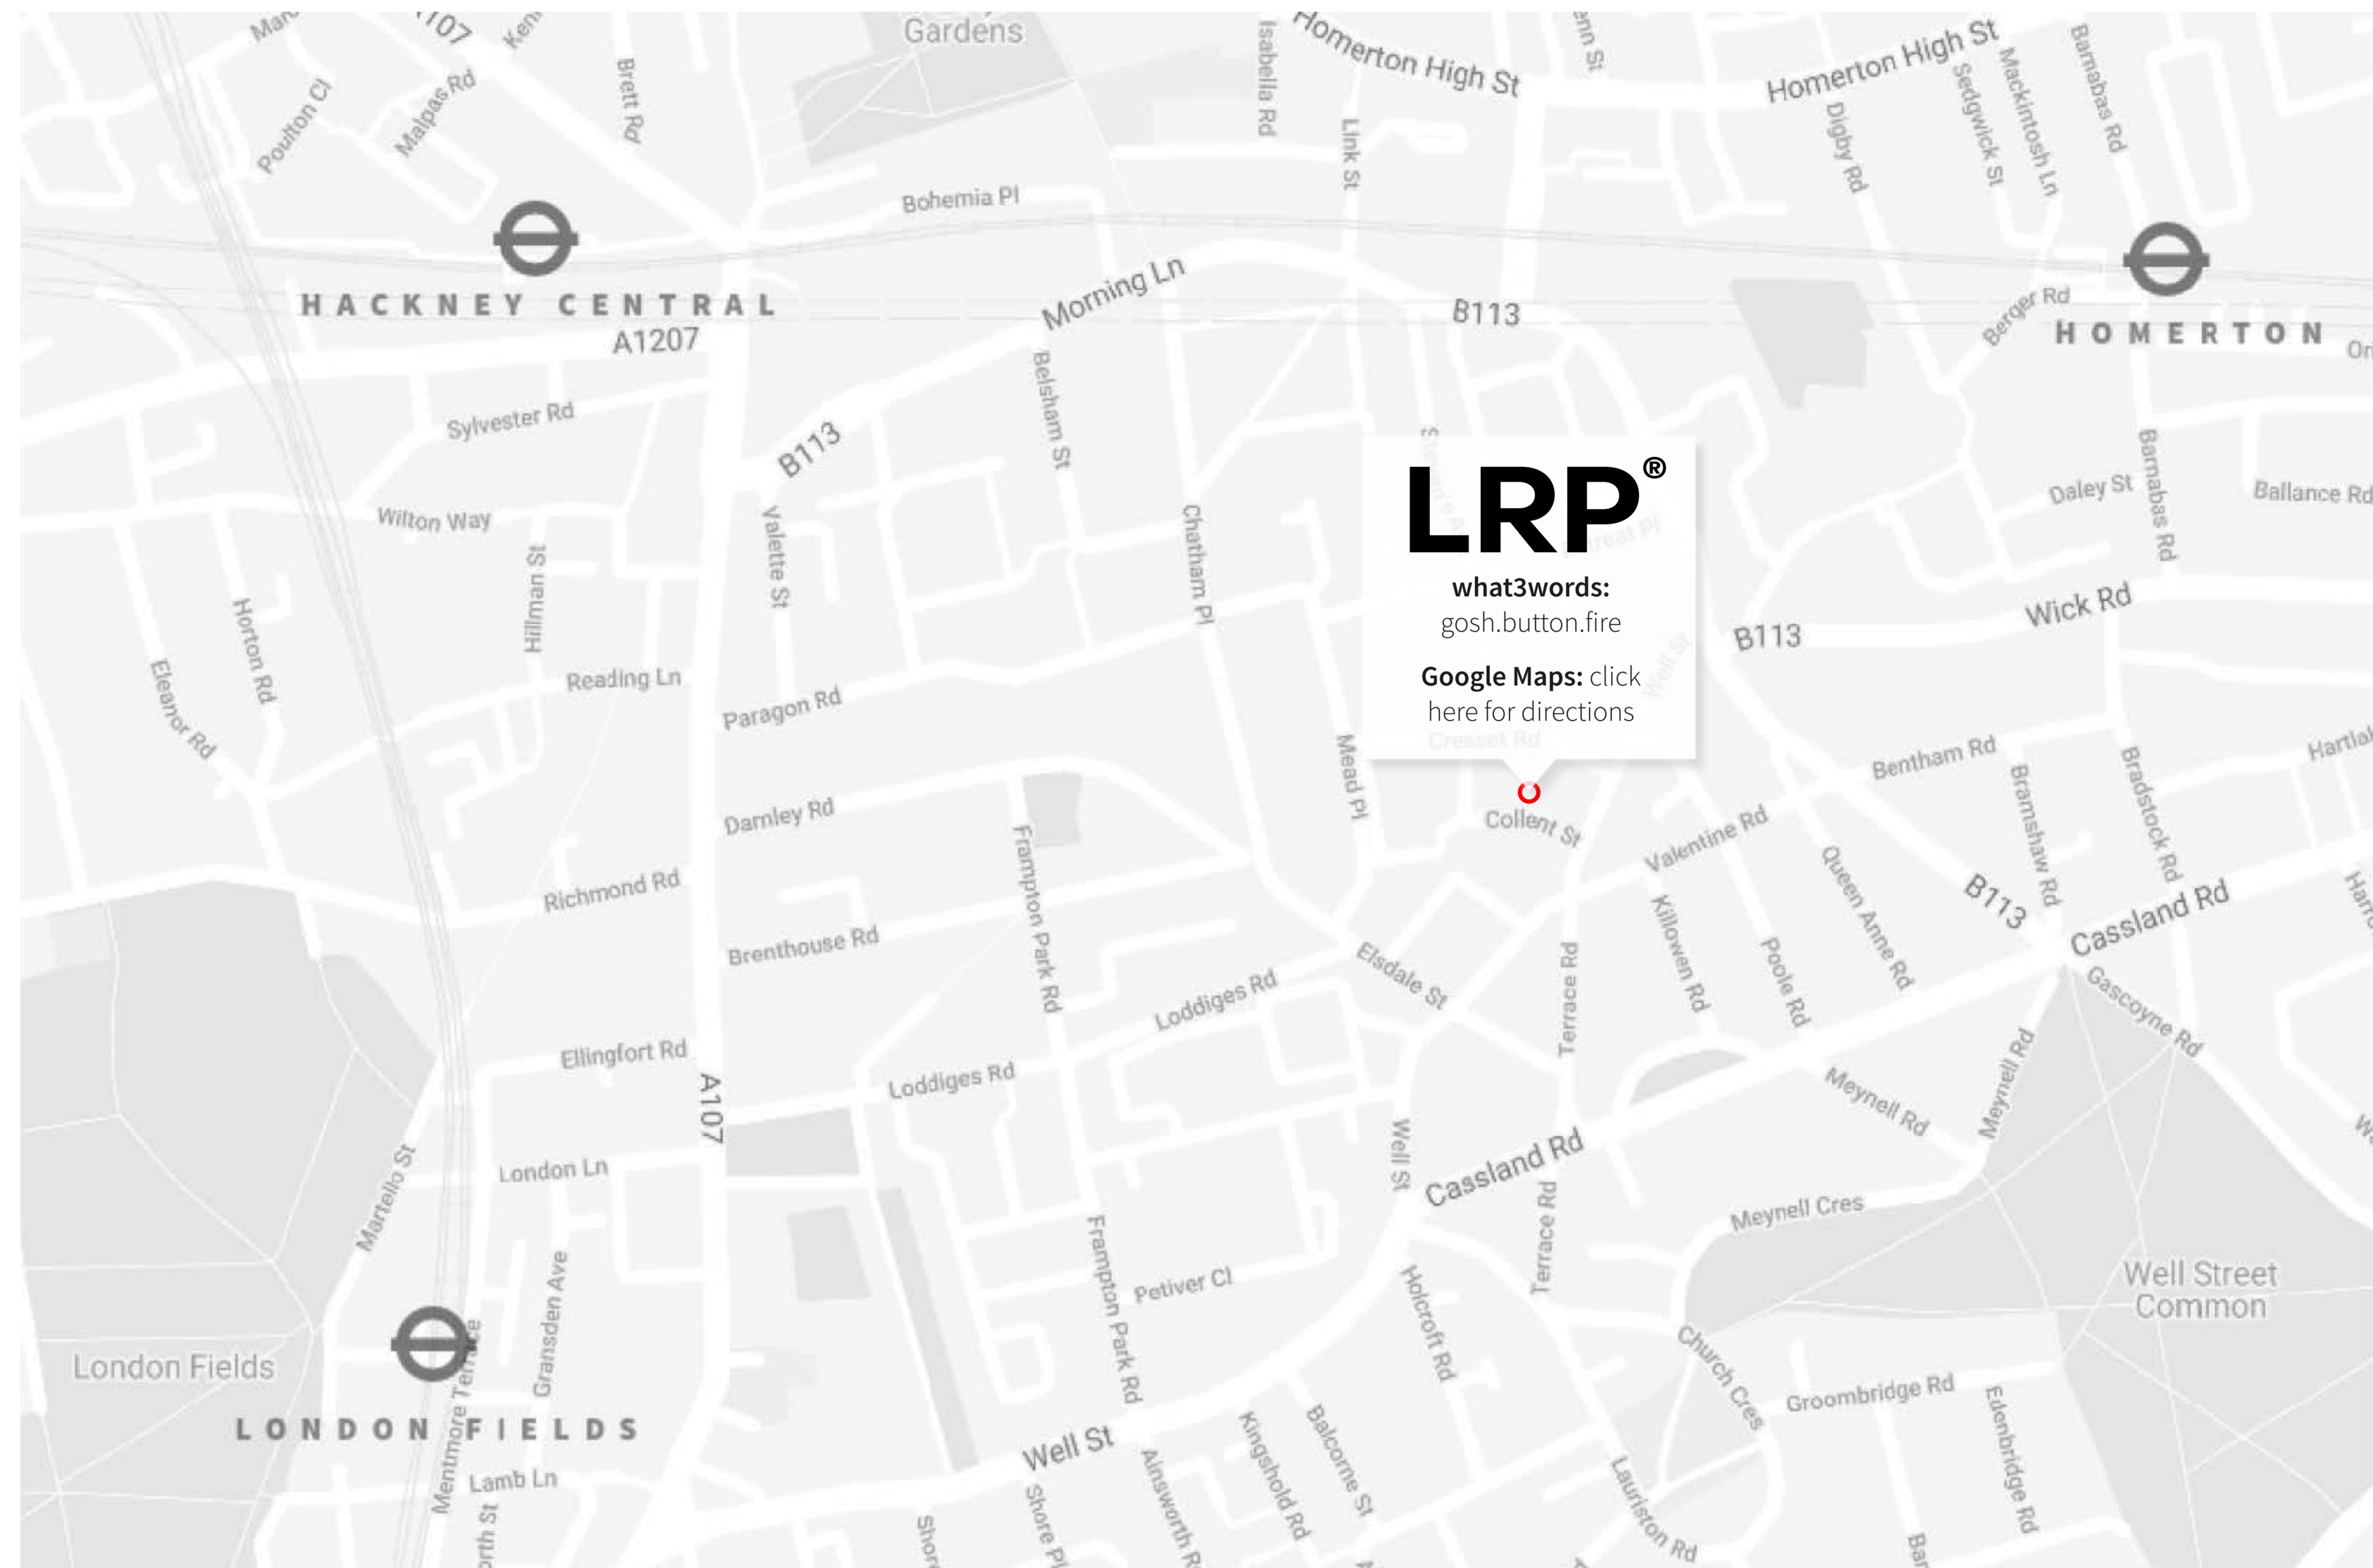 Gardens
Homerton High St
Homerton High St
Isabella Rd
Link St
Digby Rd
Sedgwick St
Mackintosh Ln
Barnabas Rd
Poulton Cl
Malpas Rd
Brett Rd
Bohemia Pl
HACKNEY CENTRAL
A1207
Morning Ln
B113
Berger Rd
HOMERTON
Sylvester Rd
B113
Belsham St
Wilton Way
Hillman St
Valette St
Chatham Pl
LRP®
what3words:
gosh.button.fire
Google Maps: click
here for directions
Well St
Cresset Rd
Daley St
Barnabas Rd
Ballance Rd
Wick Rd
B113
Horton Rd
Eleanor Rd
Reading Ln
Paragon Rd
Mead Pl
Collent St
Valentine Rd
Bentham Rd
Bramshaw Rd
Bradstock Rd
Darnley Rd
Frampton Park Rd
Richmond Rd
Brenthouse Rd
Queen Anne Rd
B113
Cassland Rd
Killowen Rd
Poole Rd
Terrace Rd
Elsdale St
Loddiges Rd
Gascoyne Rd
Ellingfort Rd
Loddiges Rd
A107
Meynell Rd
Meynell Rd
Well St
Cassland Rd
Terrace Rd
London Ln
Martello St
Meynell Cres
Frampton Park Rd
Petiver Cl
Holcroft Rd
Gransden Ave
Well Street
Common
Church Cres
London Fields
LONDON FIELDS
Mentmore Terrace
Groombridge Rd
Edenbridge Rd
Well St
Lamb Ln
Ainsworth R
Kingshold Rd
Balcorne St
Lauriston Rd
Shore Pl